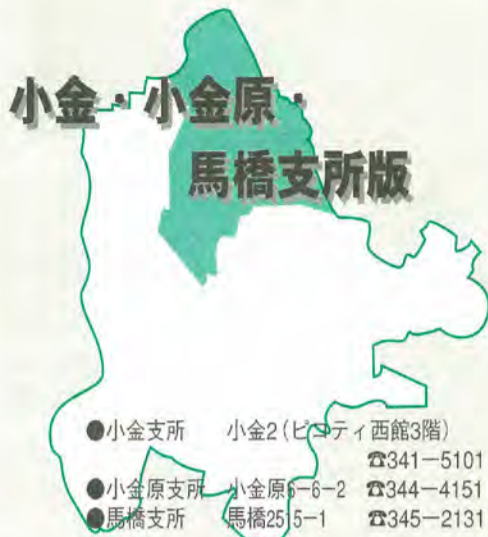 小金・小金原・
馬橋支所版
●小金支所 小金2(ピコティ西館3階)
☎341－5101
●小金原支所 小金原6－6－2 ☎344－4151
●馬橋支所 馬橋2515－1 ☎345－2131